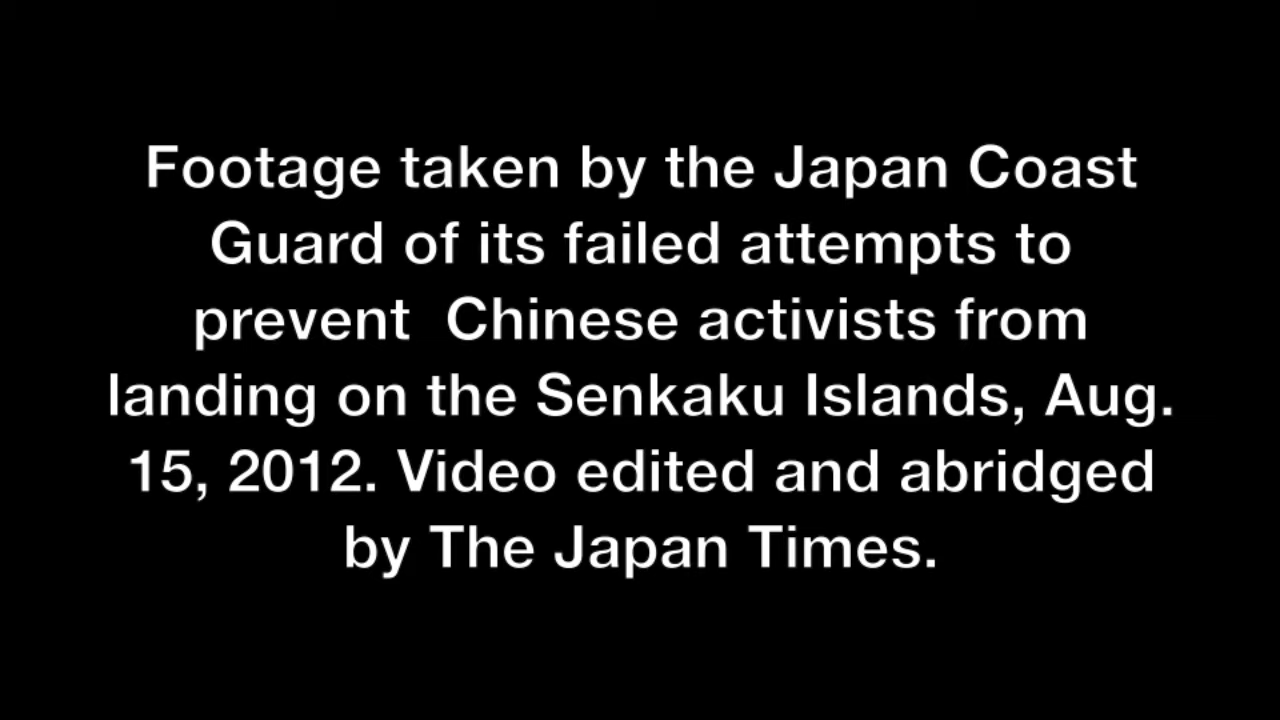 Footage taken by the Japan Coast
Guard of its failed attempts to
prevent  Chinese activists from
landing on the Senkaku Islands, Aug.
15, 2012. Video edited and abridged
by The Japan Times.